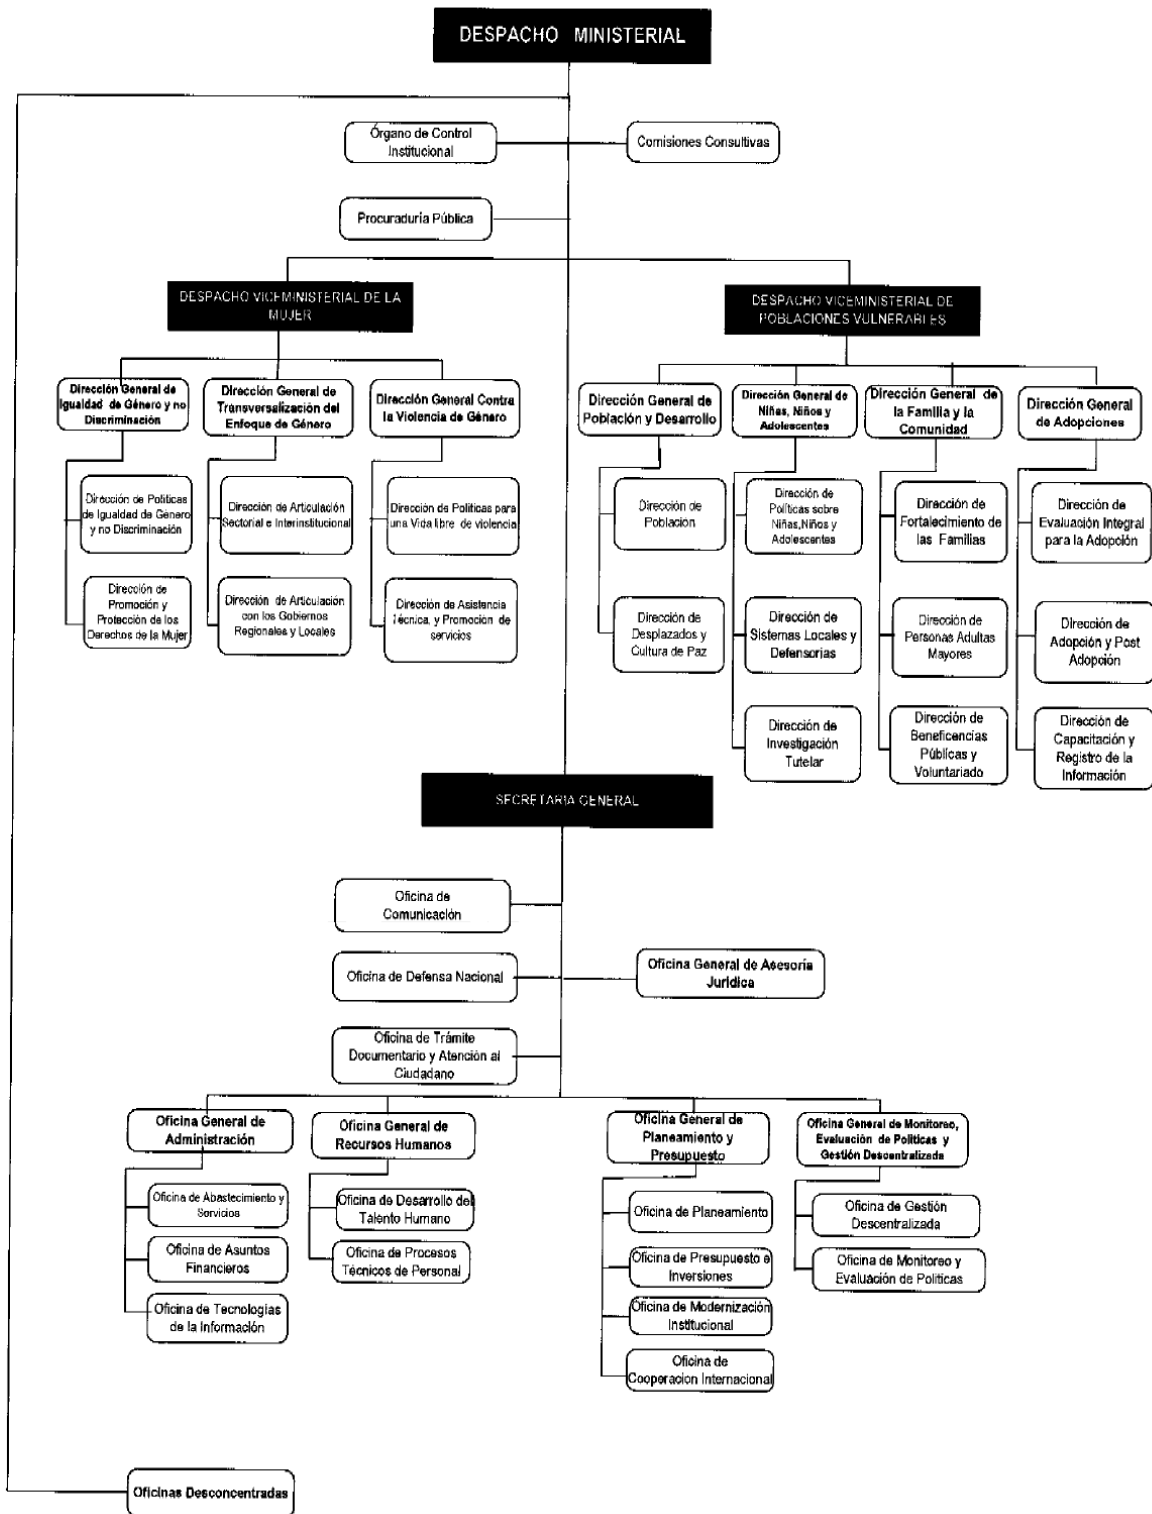 DESPACHO MINISTERIAL
Órgano de Control
Institucional
Comisiones Consultivas
Procuraduría Pública
DESPACHO VICEMINISTERIAL DE LA
MUJER
DESPACHO VICEMINISTERIAL DE
POBLACIONES VULNERABLES
Dirección General de
Igualdad de Género y no
Discriminación
Dirección General de
Transversalización del
Enfoque de Género
Dirección General Contra
la Violencia de Género
Dirección General de
Población y Desarrollo
Dirección General de
Niñas, Niños y
Adolescentes
Dirección General de
la Familia y la
Comunidad
Dirección General
de Adopciones
Dirección de Políticas
de Igualdad de Género
y no Discriminación
Dirección de Articulación
Sectorial e Interinstitucional
Dirección de Políticas para
una Vida libre de violencia
Dirección de
Población
Dirección de
Políticas sobre
Niñas,Niños y
Adolescentes
Dirección de
Fortalecimiento de
las Familias
Dirección de
Evaluación Integral
para la Adopción
Dirección de
Promoción y
Protección de los
Derechos de la Mujer
Dirección de Articulación
con los Gobiernos
Regionales y Locales
Dirección de Asistencia
Técnica, y Promoción de
servicios
Dirección de
Desplazados y
Cultura de Paz
Dirección de
Sistemas Locales y
Defensorías
Dirección de
Personas Adultas
Mayores
Dirección de
Adopción y Post
Adopción
Dirección de
Investigación
Tutelar
Dirección de
Beneficencias
Públicas y
Voluntariado
Dirección de
Capacitación y
Registro de la
Información
SECRETARIA GENERAL
Oficina de
Comunicación
Oficina de Defensa Nacional
Oficina General de Asesoría
Jurídica
Oficina de Trámite
Documentario y Atención al
Ciudadano
Oficina General de
Administración
Oficina General de
Recursos Humanos
Oficina General de
Planeamiento y
Presupuesto
Oficina General de Monitoreo,
Evaluación de Políticas y
Gestión Descentralizada
Oficina de Abastecimiento y
Servicios
Oficina de Desarrollo del
Talento Humano
Oficina de Planeamiento
Oficina de Gestión
Descentralizada
Oficina de Asuntos
Financieros
Oficina de Procesos
Técnicos de Personal
Oficina de Presupuesto e
Inversiones
Oficina de Monitoreo y
Evaluación de Políticas
Oficina de Tecnologías
de la Información
Oficina de Modernización
Institucional
Oficina de
Cooperacion Internacional
Oficinas Desconcentradas